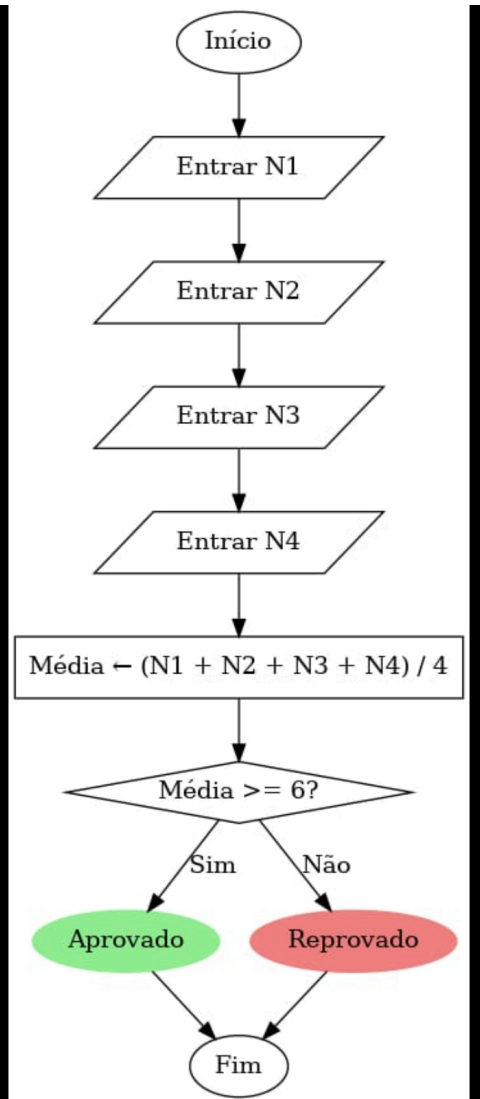 Início
Entrar N1
Entrar N2
Entrar N3
Entrar N4
Média ← (N1 + N2 + N3 + N4) / 4
Média >= 6?
Sim
Não
Aprovado
Reprovado
Fim